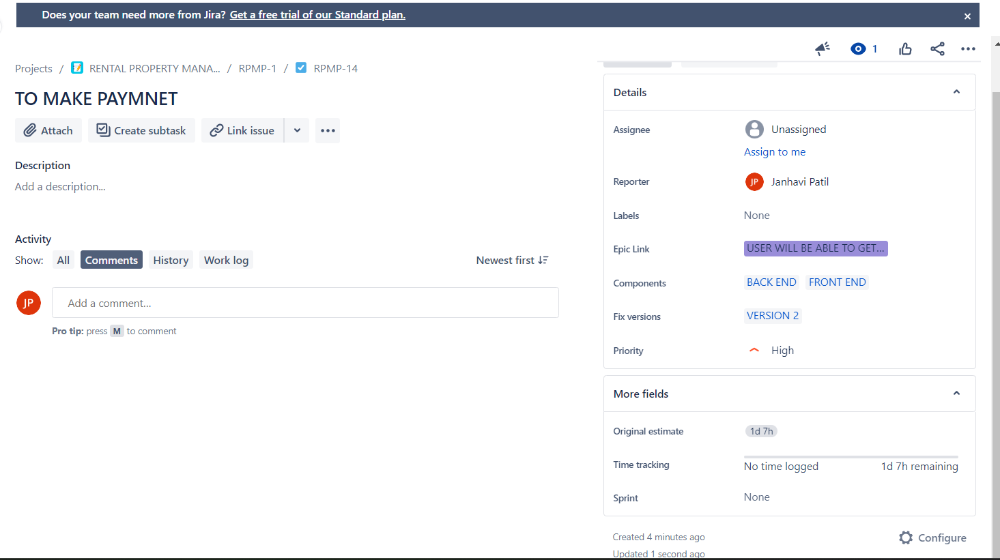 Does your team need more from Jira? Get a free trial of our Standard plan.
1
Projects / RENTAL PROPERTY MANA... / RPMP-1 / RPMP-14
TO MAKE PAYMNET
Attach Create subtask Link issue
Description
Add a description...
Activity
Show: All Comments History Work log Newest first
JP Add a comment...
Pro tip: press M to comment
Details
Assignee Unassigned
Assign to me
Reporter JP Janhavi Patil
Labels None
Epic Link USER WILL BE ABLE TO GET...
Components BACK END FRONT END
Fix versions VERSION 2
Priority High
More fields
Original estimate 1d 7h
Time tracking No time logged 1d 7h remaining
Sprint None
Created 4 minutes ago Configure
Updated 1 second ago